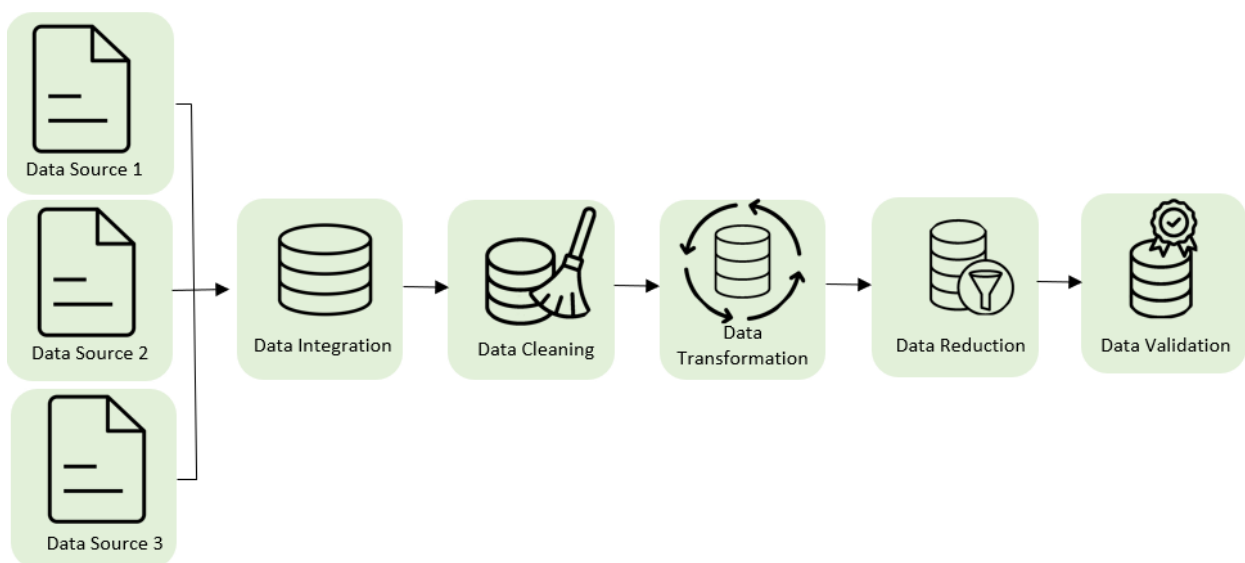 Data Source 1
Data Source 2
Data Source 3
Data Integration
Data Cleaning
Data
Transformation
Data Reduction
Data Validation